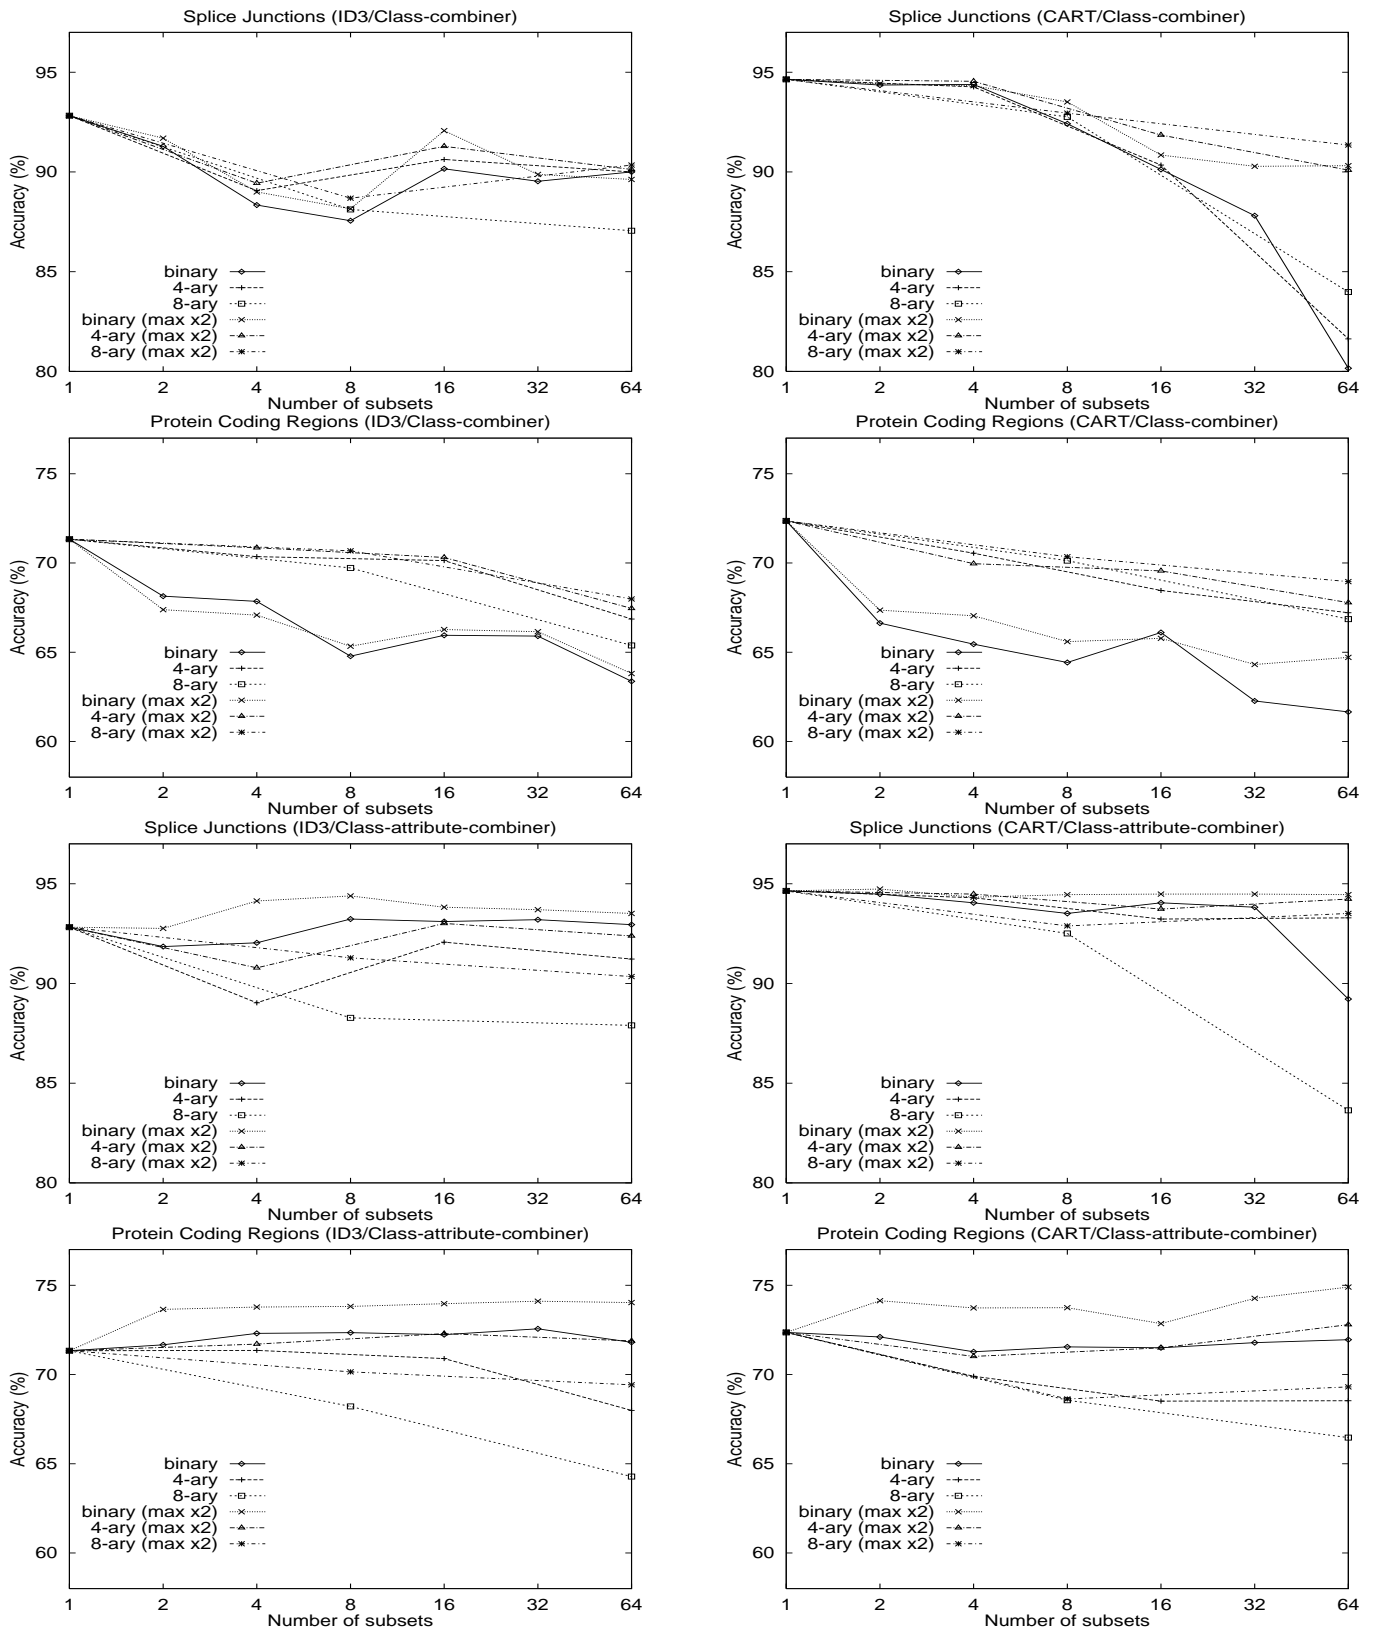 Splice Junctions (ID3/Class-combiner)
95
90
85
80
Accuracy (%)
binary
4-ary
8-ary
binary (max x2)
4-ary (max x2)
8-ary (max x2)
1 2 4 8 16 32 64
Number of subsets
Splice Junctions (CART/Class-combiner)
95
90
85
80
Accuracy (%)
binary
4-ary
8-ary
binary (max x2)
4-ary (max x2)
8-ary (max x2)
1 2 4 8 16 32 64
Number of subsets
Protein Coding Regions (ID3/Class-combiner)
75
70
65
60
Accuracy (%)
binary
4-ary
8-ary
binary (max x2)
4-ary (max x2)
8-ary (max x2)
1 2 4 8 16 32 64
Number of subsets
Protein Coding Regions (CART/Class-combiner)
75
70
65
60
Accuracy (%)
binary
4-ary
8-ary
binary (max x2)
4-ary (max x2)
8-ary (max x2)
1 2 4 8 16 32 64
Number of subsets
Splice Junctions (ID3/Class-attribute-combiner)
95
90
85
80
Accuracy (%)
binary
4-ary
8-ary
binary (max x2)
4-ary (max x2)
8-ary (max x2)
1 2 4 8 16 32 64
Number of subsets
Splice Junctions (CART/Class-attribute-combiner)
95
90
85
80
Accuracy (%)
binary
4-ary
8-ary
binary (max x2)
4-ary (max x2)
8-ary (max x2)
1 2 4 8 16 32 64
Number of subsets
Protein Coding Regions (ID3/Class-attribute-combiner)
75
70
65
60
Accuracy (%)
binary
4-ary
8-ary
binary (max x2)
4-ary (max x2)
8-ary (max x2)
1 2 4 8 16 32 64
Number of subsets
Protein Coding Regions (CART/Class-attribute-combiner)
75
70
65
60
Accuracy (%)
binary
4-ary
8-ary
binary (max x2)
4-ary (max x2)
8-ary (max x2)
1 2 4 8 16 32 64
Number of subsets